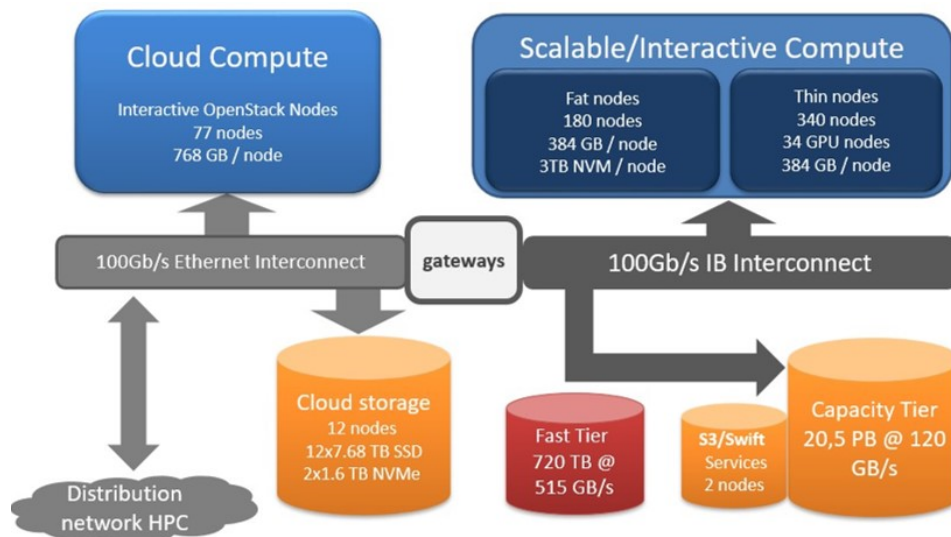 Cloud Compute
Interactive OpenStack Nodes
77 nodes
768 GB / node
Scalable/Interactive Compute
Fat nodes
180 nodes
384 GB / node
3TB NVM / node
Thin nodes
340 nodes
34 GPU nodes
384 GB / node
100Gb/s Ethernet Interconnect
gateways
100Gb/s IB Interconnect
Cloud storage
12 nodes
12x7.68 TB SSD
2x1.6 TB NVMe
Fast Tier
720 TB @
515 GB/s
S3/Swift
Services
2 nodes
Capacity Tier
20,5 PB @ 120
GB/s
Distribution
network HPC